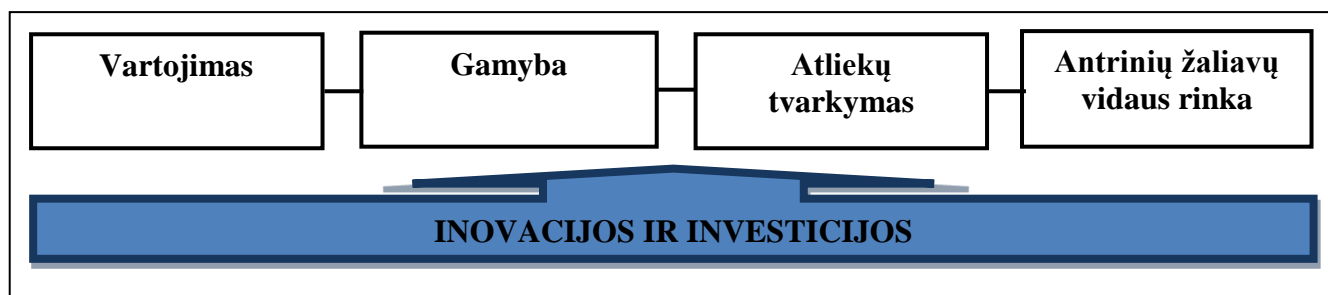 Vartojimas
Gamyba
Atliekų
tvarkymas
Antrinių žaliavų
vidaus rinka
INOVACIJOS IR INVESTICIJOS